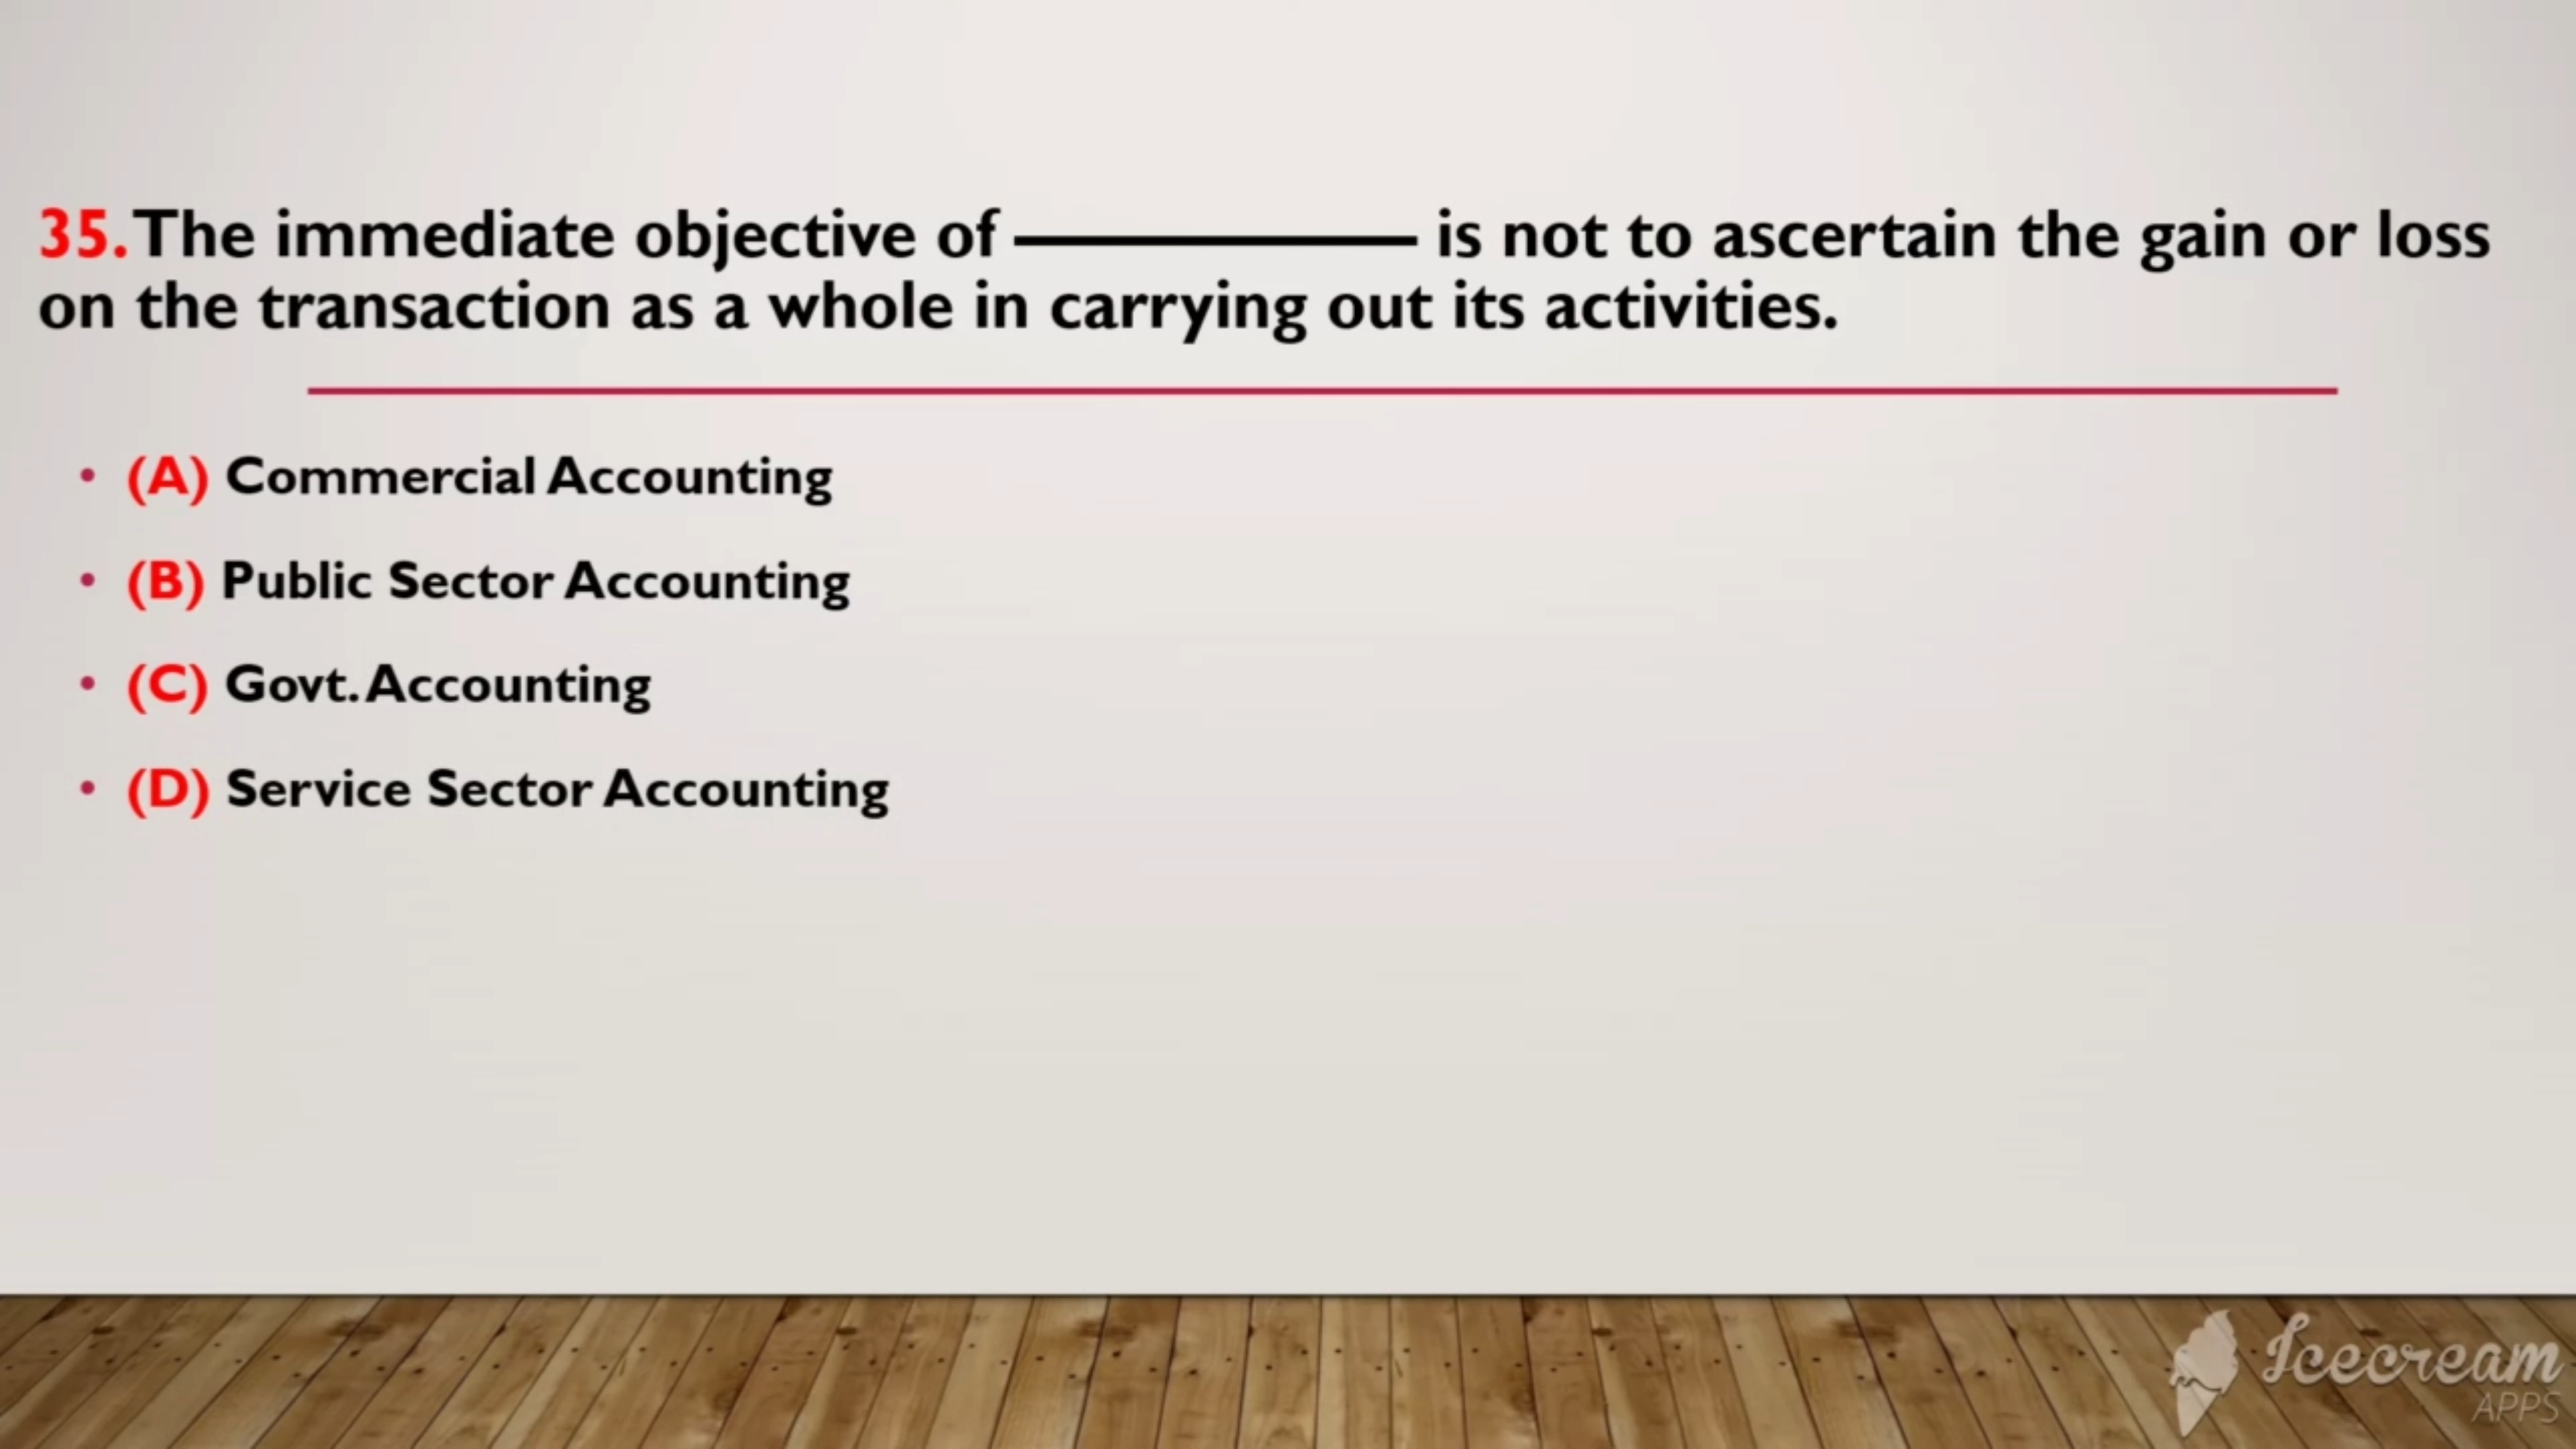 35. The immediate objective of ———————— is not to ascertain the gain or loss
on the transaction as a whole in carrying out its activities.
• (A) Commercial Accounting
• (B) Public Sector Accounting
• (C) Govt. Accounting
• (D) Service Sector Accounting
Icecream
APPS